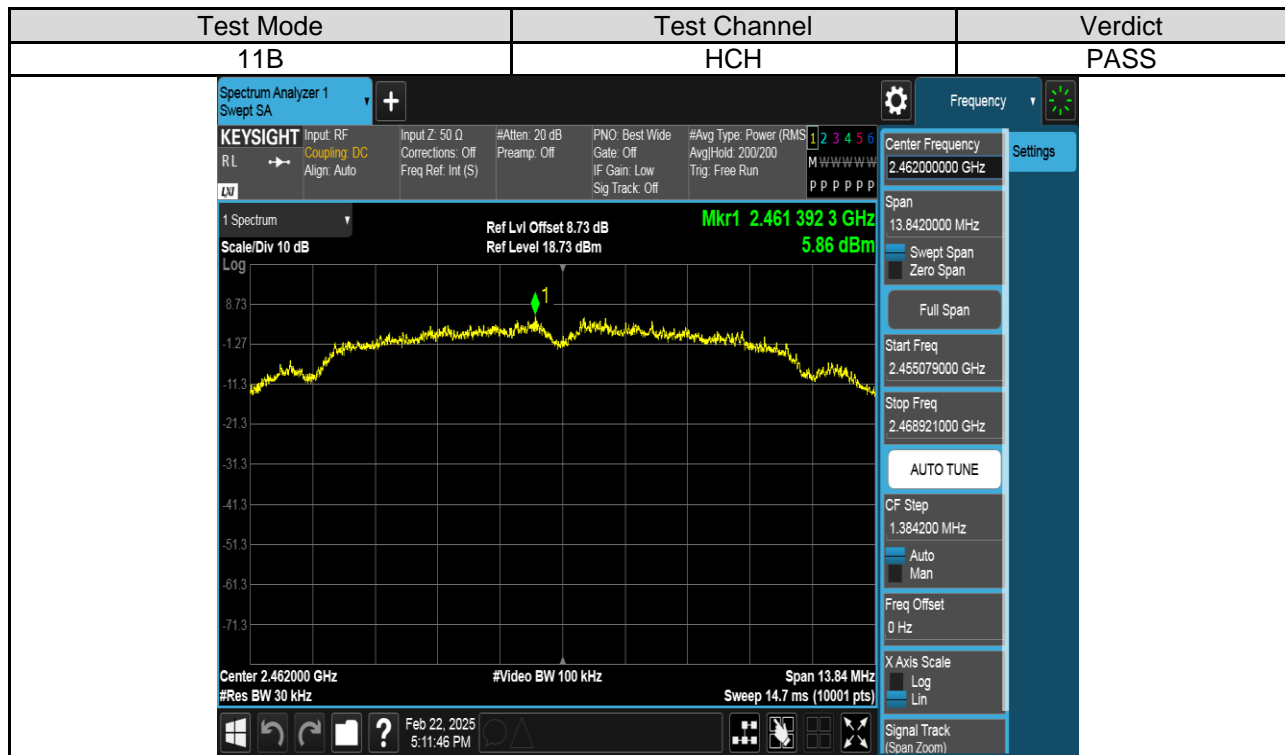 Test Mode Test Channel Verdict
11B HCH PASS
Spectrum Analyzer 1
Swept SA
+
Frequency
KEYSIGHT
RL
LXI
Input: RF
Coupling: DC
Align: Auto
Input Z: 50 Ω
Corrections: Off
Freq Ref: Int (S)
#Atten: 20 dB
Preamp: Off
PNO: Best Wide
Gate: Off
IF Gain: Low
Sig Track: Off
#Avg Type: Power (RMS
Avg|Hold: 200/200
Trig: Free Run
1 2 3 4 5 6
M W W W W W
P P P P P P
1 Spectrum
Scale/Div 10 dB
Log
Ref Lvl Offset 8.73 dB
Ref Level 18.73 dBm
Mkr1 2.461 392 3 GHz
5.86 dBm
1
8.73
-1.27
-11.3
-21.3
-31.3
-41.3
-51.3
-61.3
-71.3
Center 2.462000 GHz
#Res BW 30 kHz
#Video BW 100 kHz
Span 13.84 MHz
Sweep 14.7 ms (10001 pts)
?
Feb 22, 2025
5:11:46 PM
Center Frequency
2.462000000 GHz
Span
13.8420000 MHz
Swept Span
Zero Span
Full Span
Start Freq
2.455079000 GHz
Stop Freq
2.468921000 GHz
AUTO TUNE
CF Step
1.384200 MHz
Auto
Man
Freq Offset
0 Hz
X Axis Scale
Log
Lin
Signal Track
(Span Zoom)
Settings